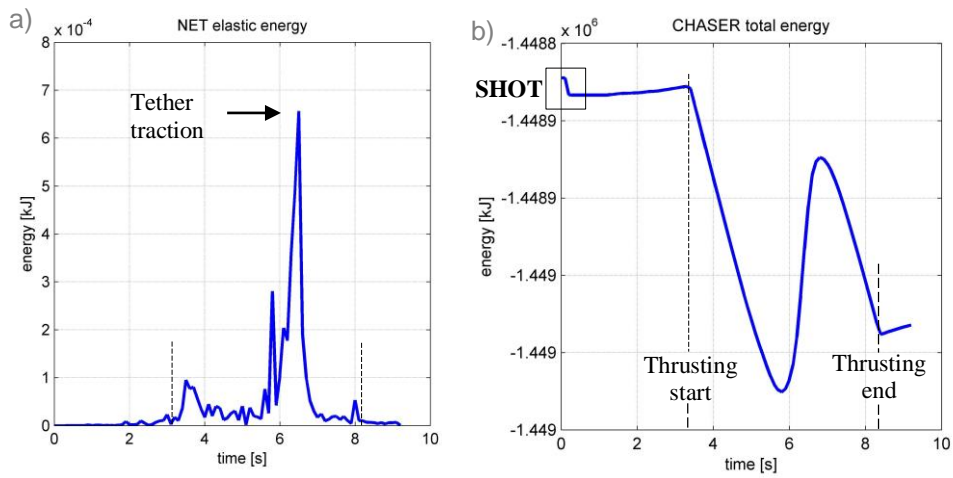 a)
NET elastic energy
x 10⁻⁴
8
7
6
5
4
3
2
1
0
energy [kJ]
Tether
traction
0 2 4 6 8 10
time [s]
b)
CHASER total energy
x 10⁶
-1.4488
-1.4489
-1.4489
-1.449
-1.449
-1.449
energy [kJ]
SHOT
Thrusting
start
Thrusting
end
0 2 4 6 8 10
time [s]